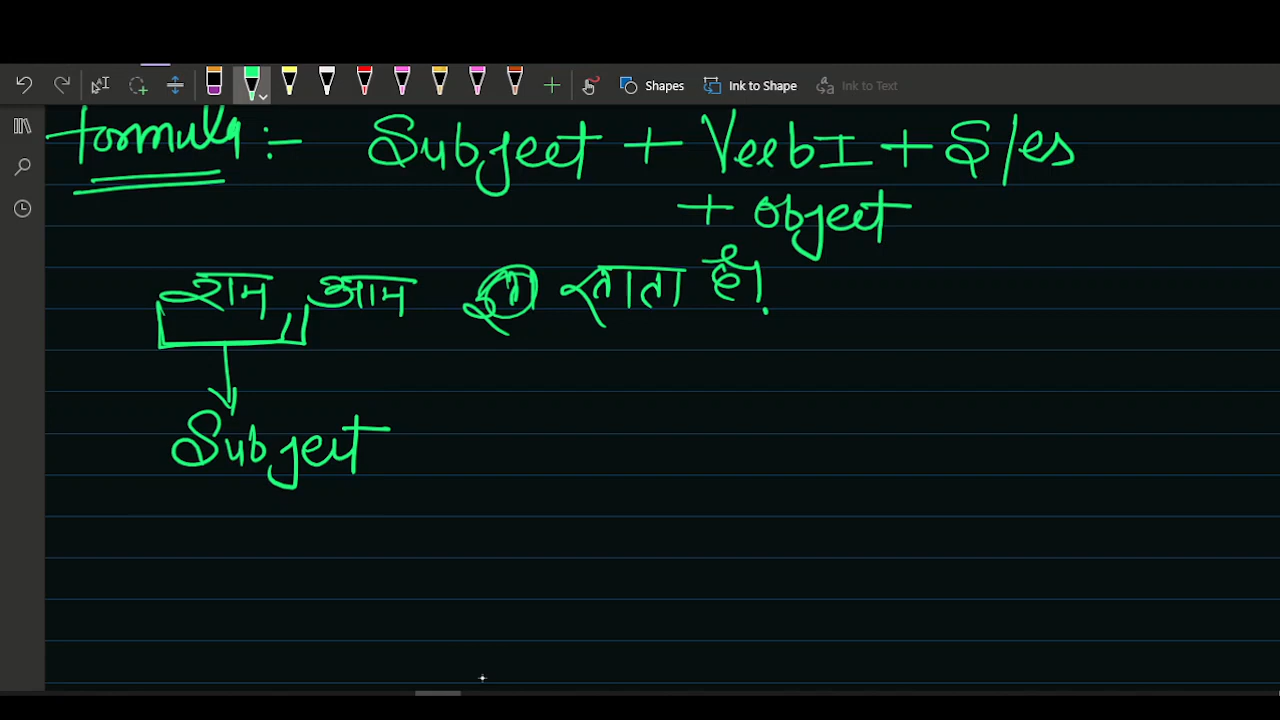 Shapes Ink to Shape Ink to Text
formula :- Subject + Verb I + S/es
+ object
राम आम खाता है।
Subject